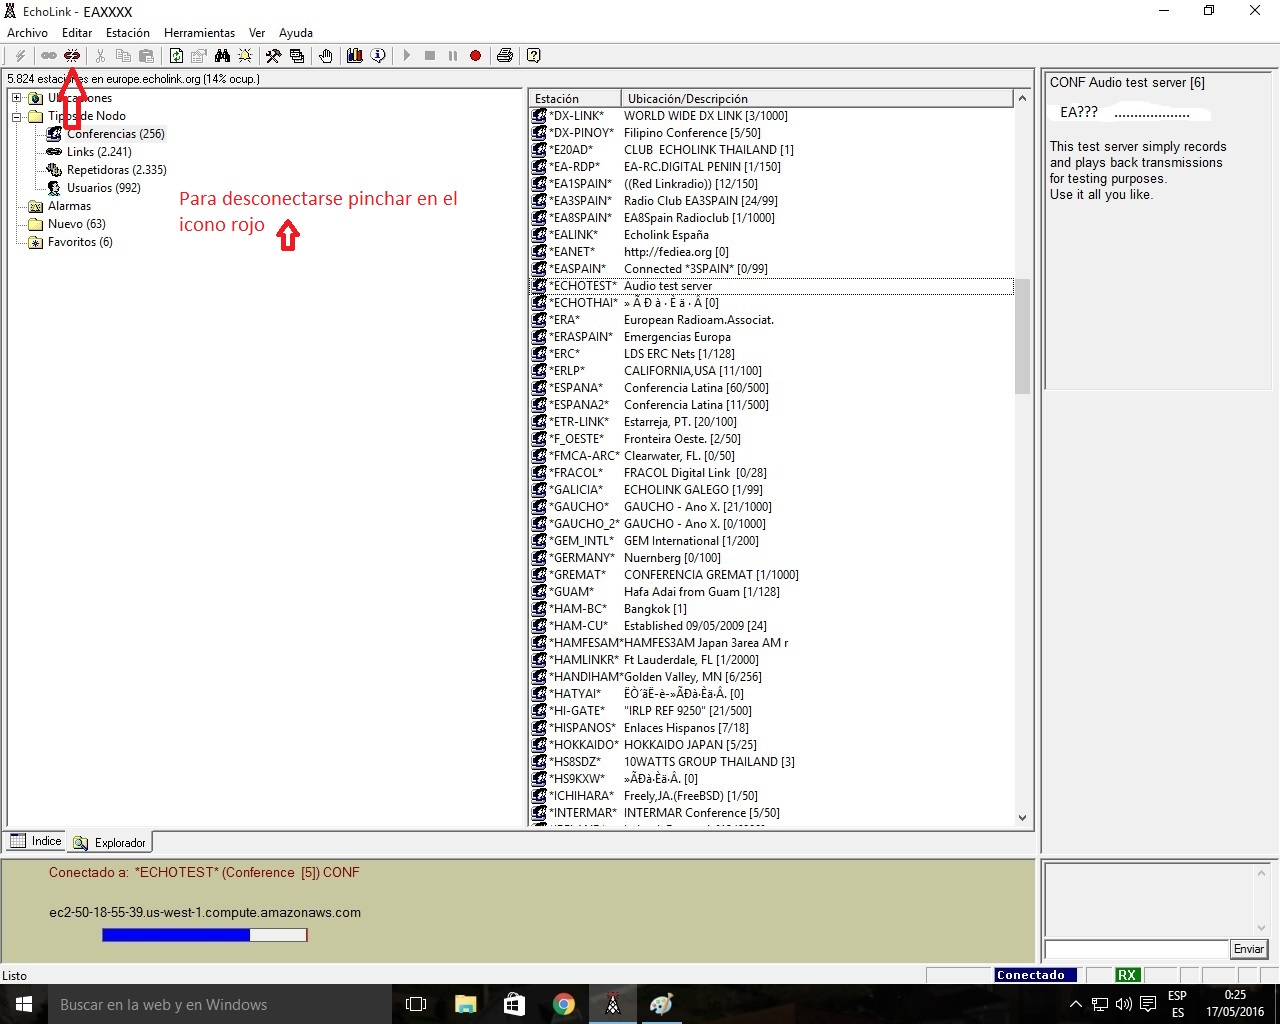 EchoLink - EAXXXX
Archivo Editar Estación Herramientas Ver Ayuda
5.824 estaciones en europe.echolink.org (14% ocup.)
Ubicaciones
Tipos de Nodo
Conferencias (256)
Links (2.241)
Repetidoras (2.335)
Usuarios (992)
Alarmas
Nuevo (63)
Favoritos (6)
Para desconectarse pinchar en el
icono rojo
Estación Ubicación/Descripción
*DX-LINK* WORLD WIDE DX LINK [3/1000]
*DX-PINOY* Filipino Conference [5/50]
*E20AD* CLUB ECHOLINK THAILAND [1]
*EA-RDP* EA-RC.DIGITAL PENIN [1/150]
*EA1SPAIN* ((Red Linkradio)) [12/150]
*EA3SPAIN* Radio Club EA3SPAIN [24/99]
*EA8SPAIN* EA8Spain Radioclub [1/1000]
*EALINK* Echolink España
*EANET* http://fediea.org [0]
*EASPAIN* Connected *3SPAIN* [0/99]
*ECHOTEST* Audio test server
*ECHOTHAI* » Ã Ð à · È ä · Â [0]
*ERA* European Radioam.Associat.
*ERASPAIN* Emergencias Europa
*ERC* LDS ERC Nets [1/128]
*ERLP* CALIFORNIA,USA [11/100]
*ESPANA* Conferencia Latina [60/500]
*ESPANA2* Conferencia Latina [11/500]
*ETR-LINK* Estarreja, PT. [20/100]
*F_OESTE* Fronteira Oeste. [2/50]
*FMCA-ARC* Clearwater, FL. [0/50]
*FRACOL* FRACOL Digital Link [0/28]
*GALICIA* ECHOLINK GALEGO [1/99]
*GAUCHO* GAUCHO - Ano X. [21/1000]
*GAUCHO_2* GAUCHO - Ano X. [0/1000]
*GEM_INTL* GEM International [1/200]
*GERMANY* Nuernberg [0/100]
*GREMAT* CONFERENCIA GREMAT [1/1000]
*GUAM* Hafa Adai from Guam [1/128]
*HAM-BC* Bangkok [1]
*HAM-CU* Established 09/05/2009 [24]
*HAMFESAM* HAMFES3AM Japan 3area AM r
*HAMLINKR* Ft Lauderdale, FL [1/2000]
*HANDIHAM* Golden Valley, MN [6/256]
*HATYAI* ËÒ´ãË-è-»ÃÐà·Èä·Â. [0]
*HI-GATE* "IRLP REF 9250" [21/500]
*HISPANOS* Enlaces Hispanos [7/18]
*HOKKAIDO* HOKKAIDO JAPAN [5/25]
*HS8SDZ* 10WATTS GROUP THAILAND [3]
*HS9KXW* »ÃÐà·Èä·Â. [0]
*ICHIHARA* Freely,JA.(FreeBSD) [1/50]
*INTERMAR* INTERMAR Conference [5/50]
CONF Audio test server [6]
EA??? ...................
This test server simply records
and plays back transmissions
for testing purposes.
Use it all you like.
Indice Explorador
Conectado a: *ECHOTEST* (Conference [5]) CONF
ec2-50-18-55-39.us-west-1.compute.amazonaws.com
Enviar
Listo Conectado RX
Buscar en la web y en Windows
ESP
ES
0:25
17/05/2016